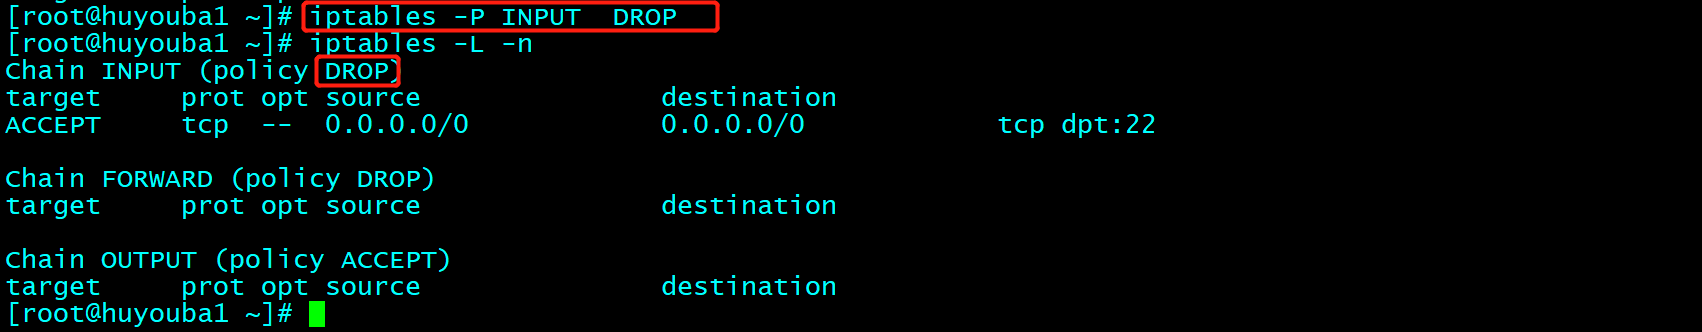 [root@huyouba1 ~]# iptables -P INPUT  DROP
[root@huyouba1 ~]# iptables -L -n
Chain INPUT (policy DROP)
target     prot opt source               destination
ACCEPT     tcp  --  0.0.0.0/0            0.0.0.0/0            tcp dpt:22

Chain FORWARD (policy DROP)
target     prot opt source               destination

Chain OUTPUT (policy ACCEPT)
target     prot opt source               destination
[root@huyouba1 ~]#